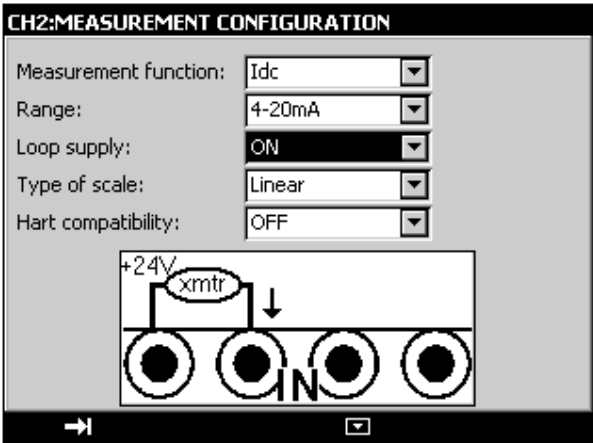 CH2:MEASUREMENT CONFIGURATION
Measurement function: Idc
Range: 4-20mA
Loop supply: ON
Type of scale: Linear
Hart compatibility: OFF
+24V
xmtr
IN